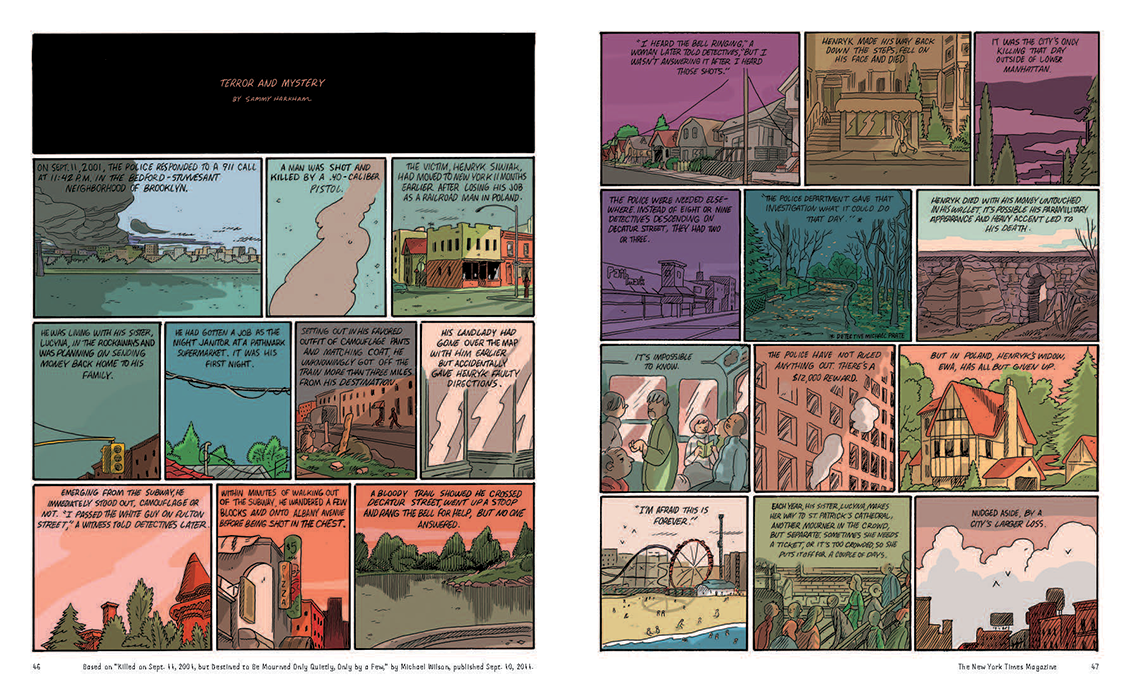 TERROR AND MYSTERY
BY SAMMY HARKHAM
ON SEPT. 11, 2001, THE POLICE RESPONDED TO A 911 CALL
AT 11:42 P.M. IN THE BEDFORD-STUYVESANT
NEIGHBORHOOD OF BROOKLYN.
A MAN WAS SHOT AND
KILLED BY A .40-CALIBER
PISTOL.
THE VICTIM, HENRYK SIWIAK,
HAD MOVED TO NEW YORK 11 MONTHS
EARLIER AFTER LOSING HIS JOB
AS A RAILROAD MAN IN POLAND.
HE WAS LIVING WITH HIS SISTER,
LUCYNA, IN THE ROCKAWAYS AND
WAS PLANNING ON SENDING
MONEY BACK HOME TO HIS
FAMILY.
HE HAD GOTTEN A JOB AS THE
NIGHT JANITOR AT A PATHMARK
SUPERMARKET. IT WAS HIS
FIRST NIGHT.
SETTING OUT IN HIS FAVORED
OUTFIT OF CAMOUFLAGE PANTS
AND MATCHING COAT, HE
UNKNOWINGLY GOT OFF THE
TRAIN MORE THAN THREE MILES
FROM HIS DESTINATION.
HIS LANDLADY HAD
GONE OVER THE MAP
WITH HIM EARLIER
BUT ACCIDENTALLY
GAVE HENRYK FAULTY
DIRECTIONS.
EMERGING FROM THE SUBWAY, HE
IMMEDIATELY STOOD OUT, CAMOUFLAGE OR
NOT. "I PASSED THE WHITE GUY ON FULTON
STREET," A WITNESS TOLD DETECTIVES LATER.
WITHIN MINUTES OF WALKING OUT
OF THE SUBWAY, HE WANDERED A FEW
BLOCKS AND ONTO ALBANY AVENUE
BEFORE BEING SHOT IN THE CHEST.
PIZZA
A BLOODY TRAIL SHOWED HE CROSSED
DECATUR STREET, WENT UP A STOOP
AND RANG THE BELL FOR HELP, BUT NO ONE
ANSWERED.
46
Based on "Killed on Sept. 11, 2001, but Destined to Be Mourned Only Quietly, Only by a Few," by Michael Wilson, published Sept. 10, 2011.
"I HEARD THE BELL RINGING," A
WOMAN LATER TOLD DETECTIVES, "BUT I
WASN'T ANSWERING IT AFTER I HEARD
THOSE SHOTS."
HENRYK MADE HIS WAY BACK
DOWN THE STEPS, FELL ON
HIS FACE AND DIED.
IT WAS THE CITY'S ONLY
KILLING THAT DAY
OUTSIDE OF LOWER
MANHATTAN.
THE POLICE WERE NEEDED ELSE-
WHERE. INSTEAD OF EIGHT OR NINE
DETECTIVES DESCENDING ON
DECATUR STREET, THEY HAD TWO
OR THREE.
"THE POLICE DEPARTMENT GAVE THAT
INVESTIGATION WHAT IT COULD DO
THAT DAY." *
* DETECTIVE MICHAEL PRATE
HENRYK DIED WITH HIS MONEY UNTOUCHED
IN HIS WALLET. IT'S POSSIBLE HIS PARAMILITARY
APPEARANCE AND HEAVY ACCENT LED TO
HIS DEATH.
IT'S IMPOSSIBLE
TO KNOW.
THE POLICE HAVE NOT RULED
ANYTHING OUT. THERE'S A
$12,000 REWARD.
BUT IN POLAND, HENRYK'S WIDOW,
EWA, HAS ALL BUT GIVEN UP.
"I'M AFRAID THIS IS
FOREVER."
EACH YEAR, HIS SISTER, LUCYNA, MAKES
HER WAY TO ST. PATRICK'S CATHEDRAL,
ANOTHER MOURNER IN THE CROWD,
BUT SEPARATE. SOMETIMES SHE NEEDS
A TICKET, OR IT'S TOO CROWDED, SO SHE
PUTS IT OFF FOR A COUPLE OF DAYS.
NUDGED ASIDE, BY A
CITY'S LARGER LOSS.
The New York Times Magazine
47